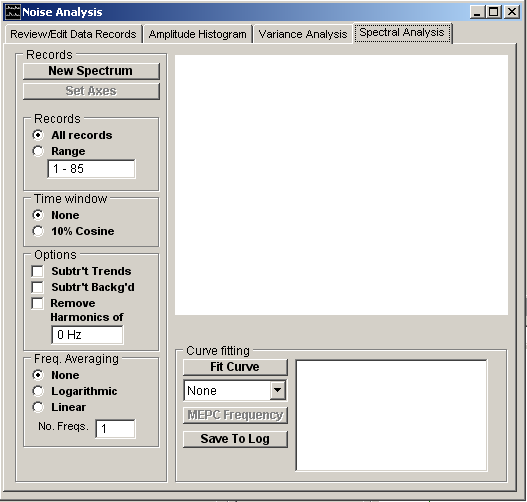 Noise Analysis
Review/Edit Data Records
Amplitude Histogram
Variance Analysis
Spectral Analysis
Records
New Spectrum
Set Axes
Records
All records
Range
1 - 85
Time window
None
10% Cosine
Options
Subtr't Trends
Subtr't Backg'd
Remove
Harmonics of
0 Hz
Freq. Averaging
None
Logarithmic
Linear
No. Freqs.
1
Curve fitting
Fit Curve
None
MEPC Frequency
Save To Log